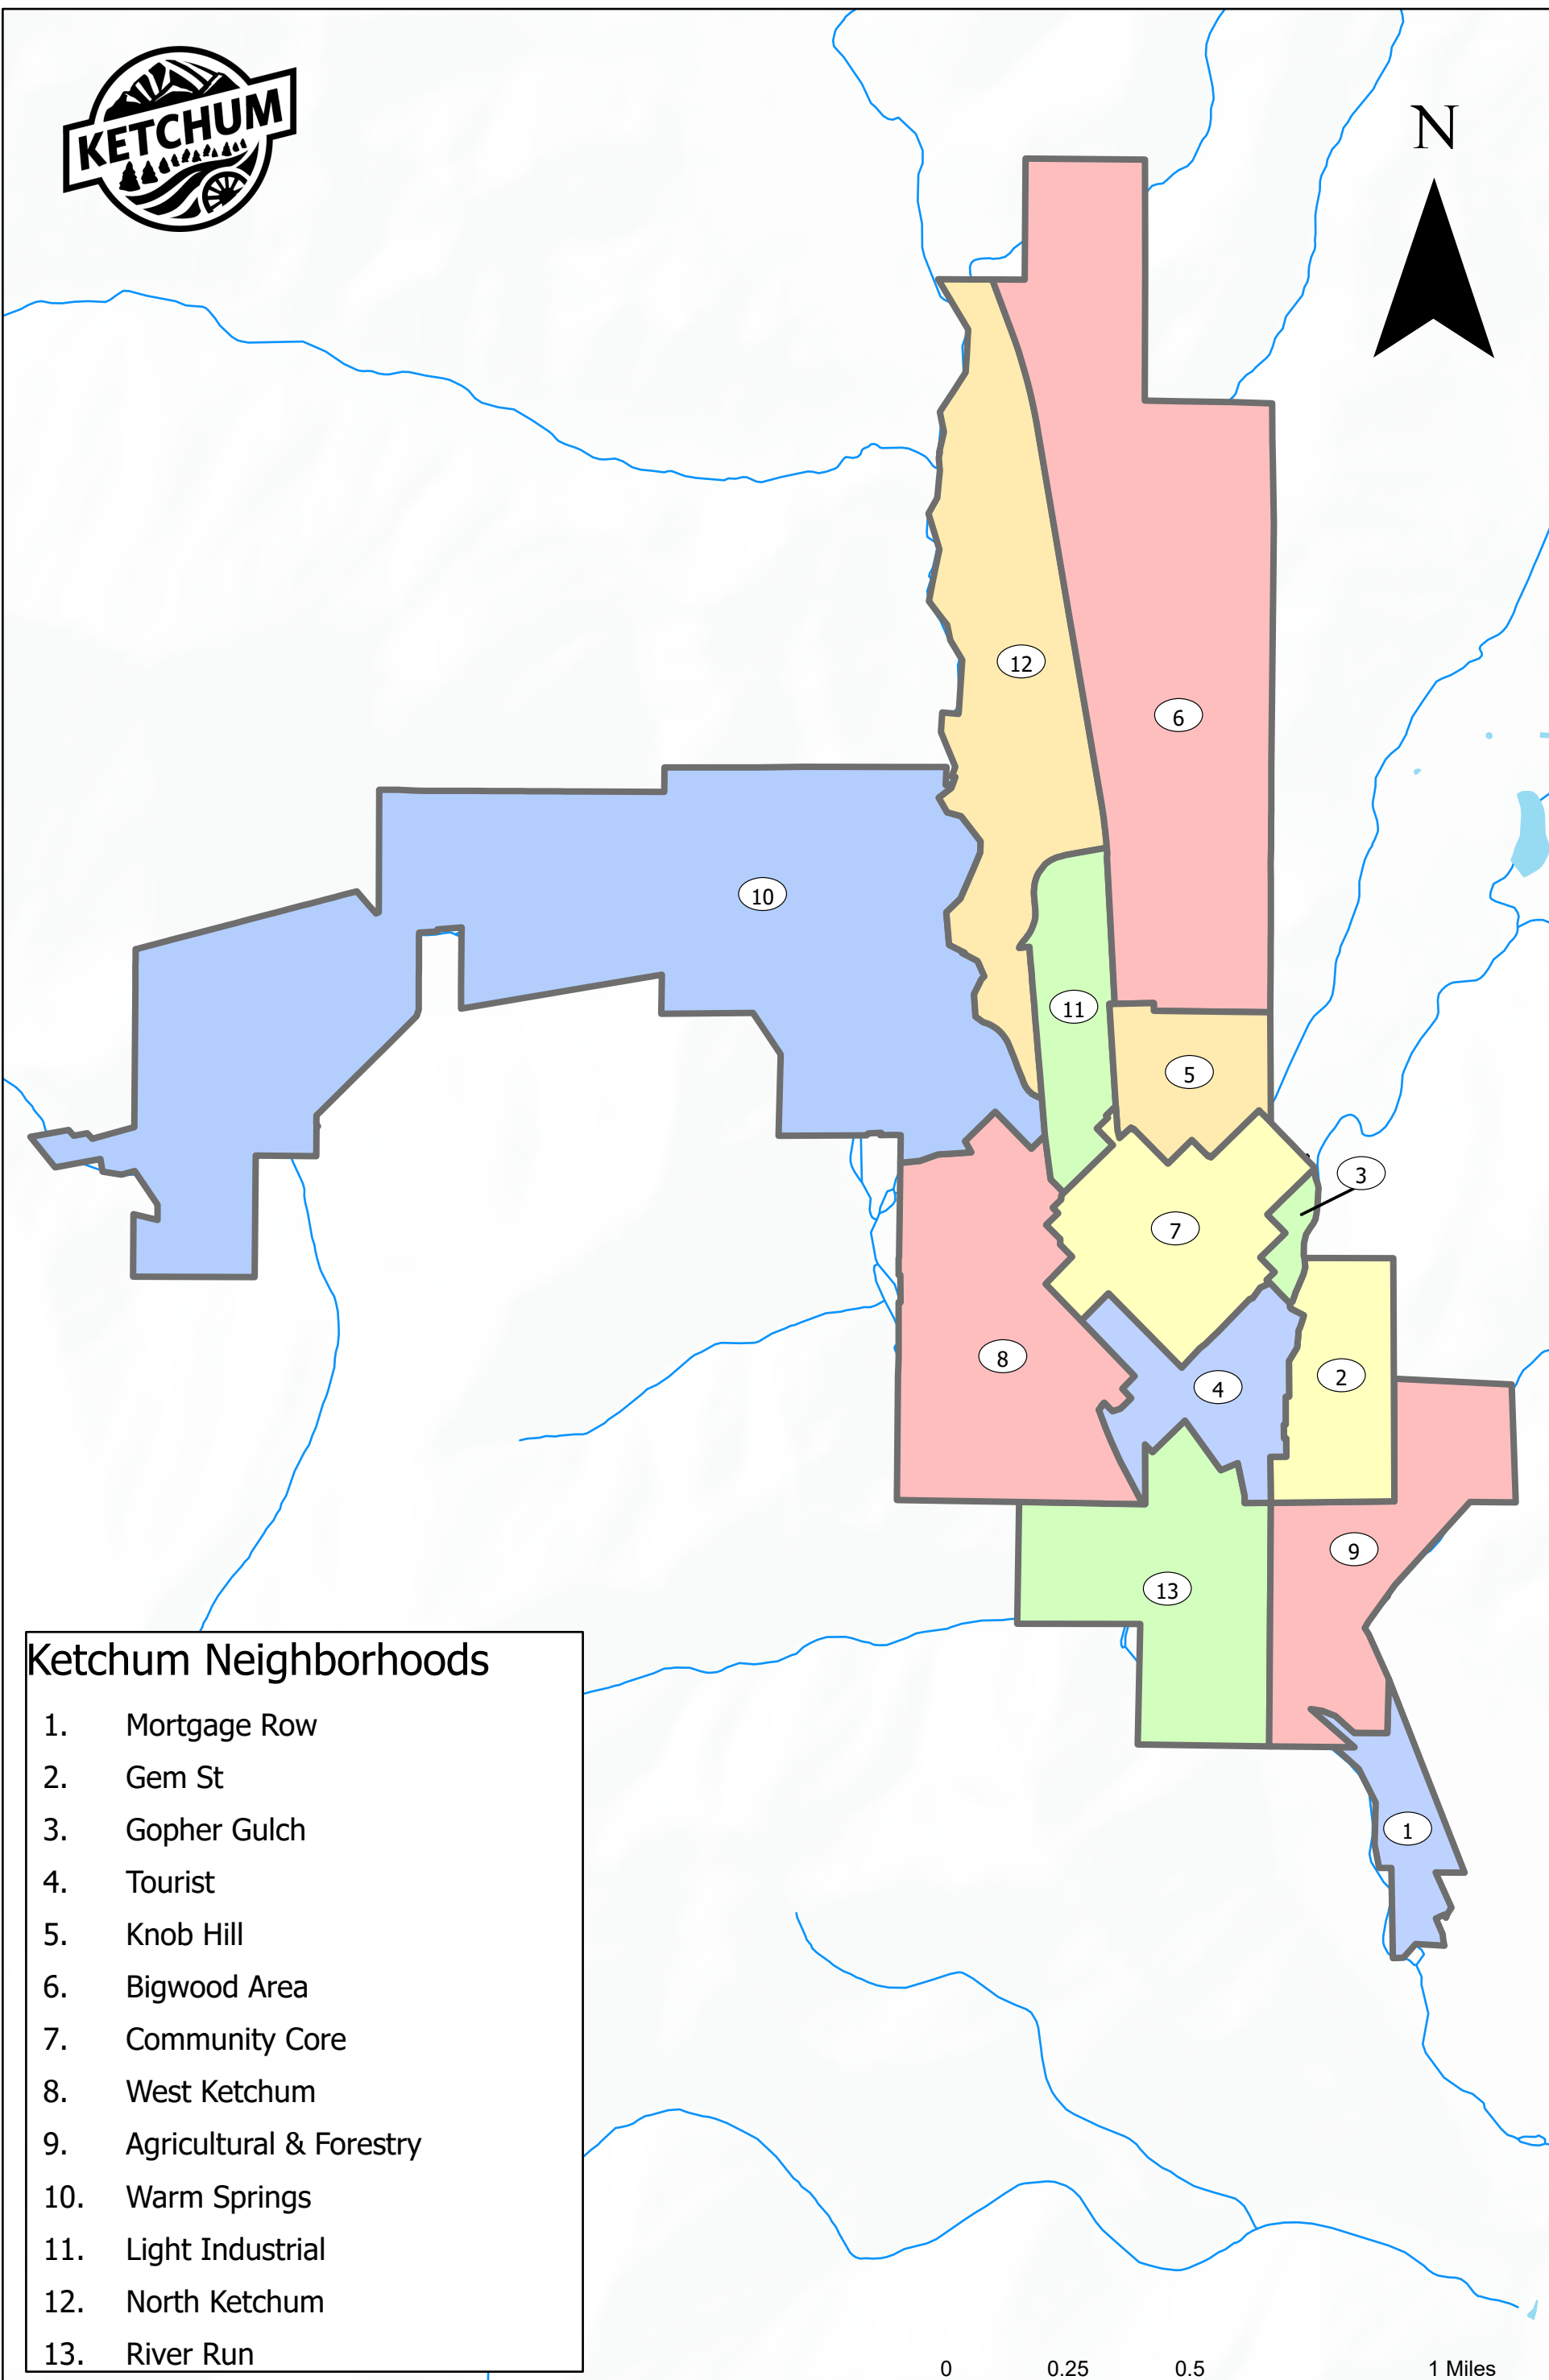 KETCHUM
N
12
6
10
11
5
3
7
8
4
2
9
13
1
Ketchum Neighborhoods
1. Mortgage Row
2. Gem St
3. Gopher Gulch
4. Tourist
5. Knob Hill
6. Bigwood Area
7. Community Core
8. West Ketchum
9. Agricultural & Forestry
10. Warm Springs
11. Light Industrial
12. North Ketchum
13. River Run
0 0.25 0.5 1 Miles